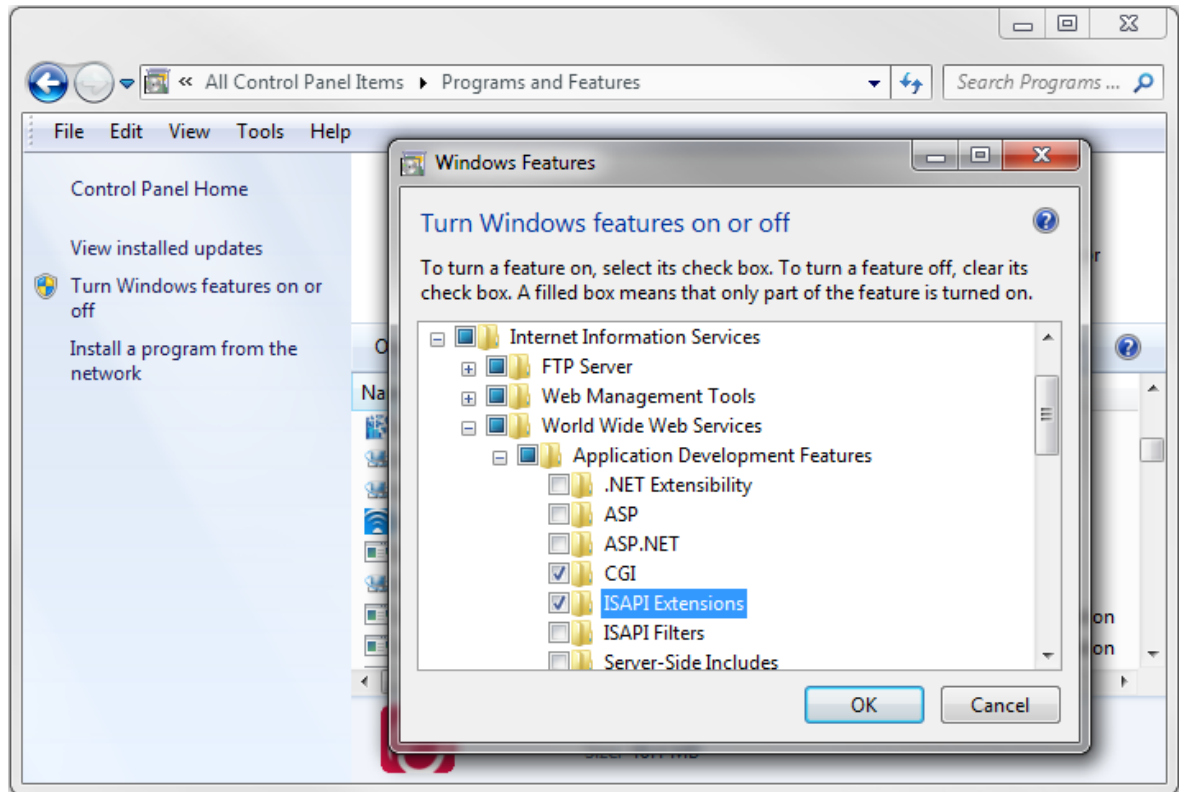 « All Control Panel Items ▸ Programs and Features
Search Programs ...
File Edit View Tools Help
Control Panel Home
View installed updates
Turn Windows features on or
off
Install a program from the
network
Windows Features
Turn Windows features on or off
To turn a feature on, select its check box. To turn a feature off, clear its
check box. A filled box means that only part of the feature is turned on.
Internet Information Services
FTP Server
Web Management Tools
World Wide Web Services
Application Development Features
.NET Extensibility
ASP
ASP.NET
CGI
ISAPI Extensions
ISAPI Filters
Server-Side Includes
OK Cancel